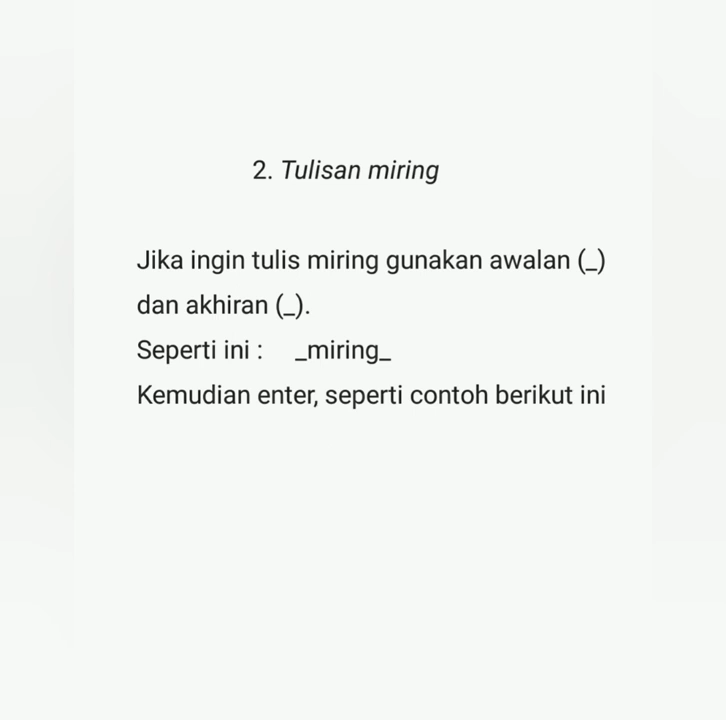 2. Tulisan miring
Jika ingin tulis miring gunakan awalan (_)
dan akhiran (_).
Seperti ini :    _miring_
Kemudian enter, seperti contoh berikut ini